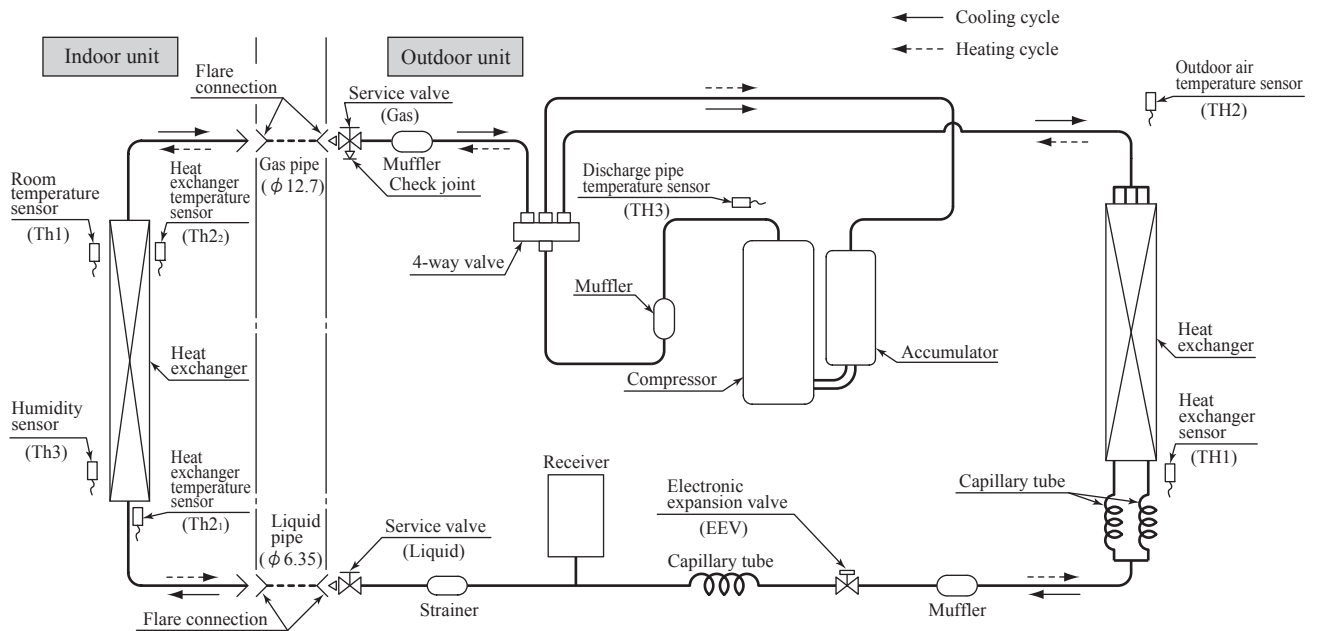 Cooling cycle
Heating cycle
Indoor unit
Outdoor unit
Flare
connection
Service valve
(Gas)
Outdoor air
temperature sensor
(TH2)
Gas pipe
(ϕ12.7)
Muffler
Check joint
Room
temperature
sensor
(Th1)
Heat
exchanger
temperature
sensor
(Th2₂)
Discharge pipe
temperature sensor
(TH3)
4-way valve
Muffler
Compressor
Accumulator
Heat
exchanger
Heat
exchanger
Humidity
sensor
(Th3)
Heat
exchanger
temperature
sensor
(Th2₁)
Heat
exchanger
sensor
(TH1)
Capillary tube
Receiver
Electronic
expansion valve
(EEV)
Liquid
pipe
(ϕ6.35)
Service valve
(Liquid)
Capillary tube
Flare connection
Strainer
Muffler